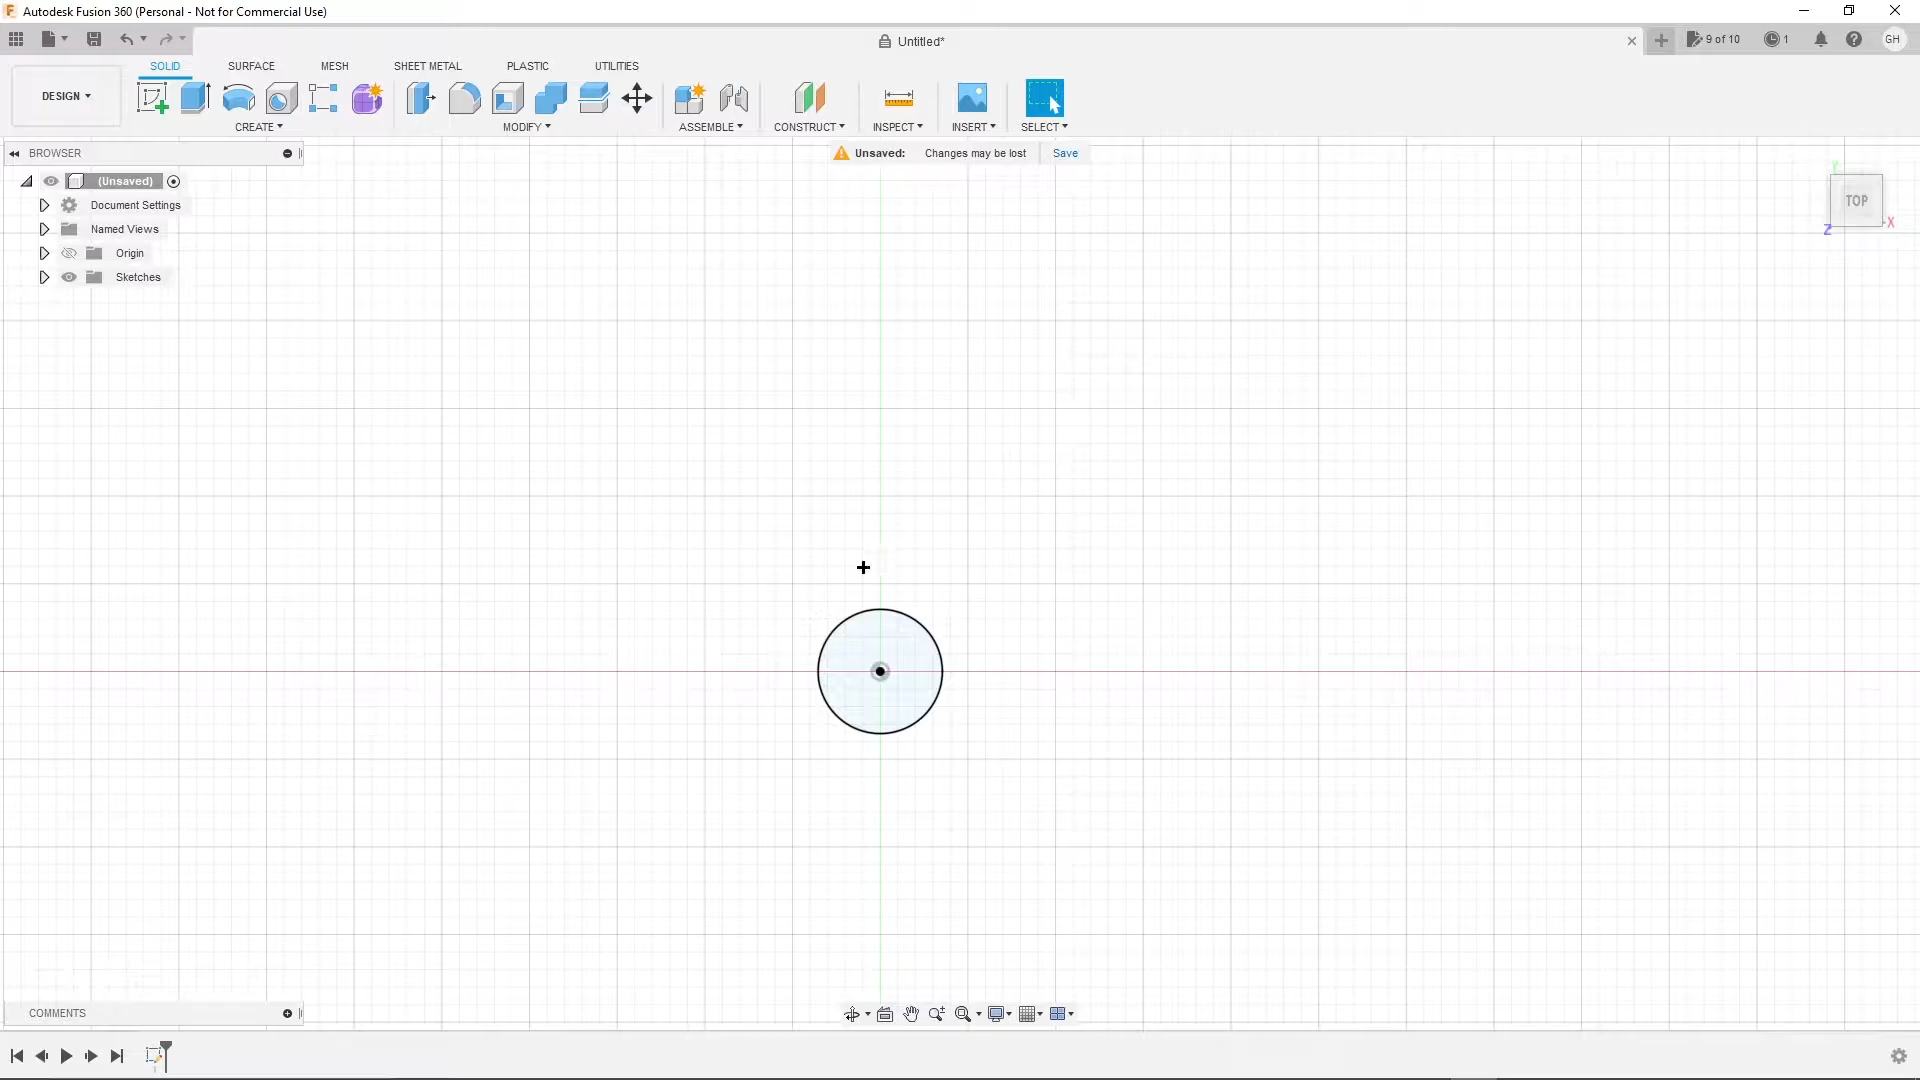 Autodesk Fusion 360 (Personal - Not for Commercial Use)
Untitled*
9 of 10
1
GH
DESIGN
SOLID
SURFACE
MESH
SHEET METAL
PLASTIC
UTILITIES
CREATE
MODIFY
ASSEMBLE
CONSTRUCT
INSPECT
INSERT
SELECT
BROWSER
Unsaved: Changes may be lost Save
(Unsaved)
Document Settings
Named Views
Origin
Sketches
Y
TOP
X
Z
COMMENTS